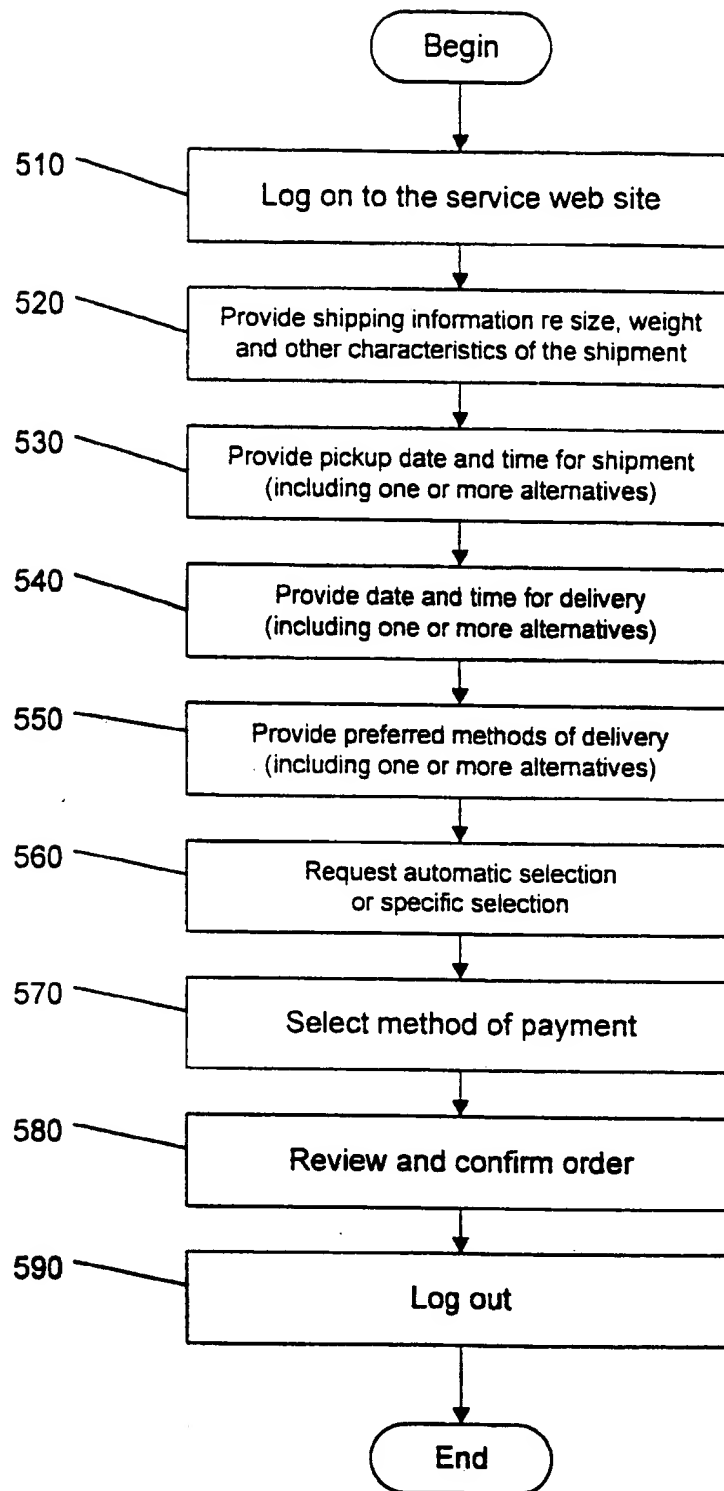 Begin
510
Log on to the service web site
520
Provide shipping information re size, weight
and other characteristics of the shipment
530
Provide pickup date and time for shipment
(including one or more alternatives)
540
Provide date and time for delivery
(including one or more alternatives)
550
Provide preferred methods of delivery
(including one or more alternatives)
560
Request automatic selection
or specific selection
570
Select method of payment
580
Review and confirm order
590
Log out
End